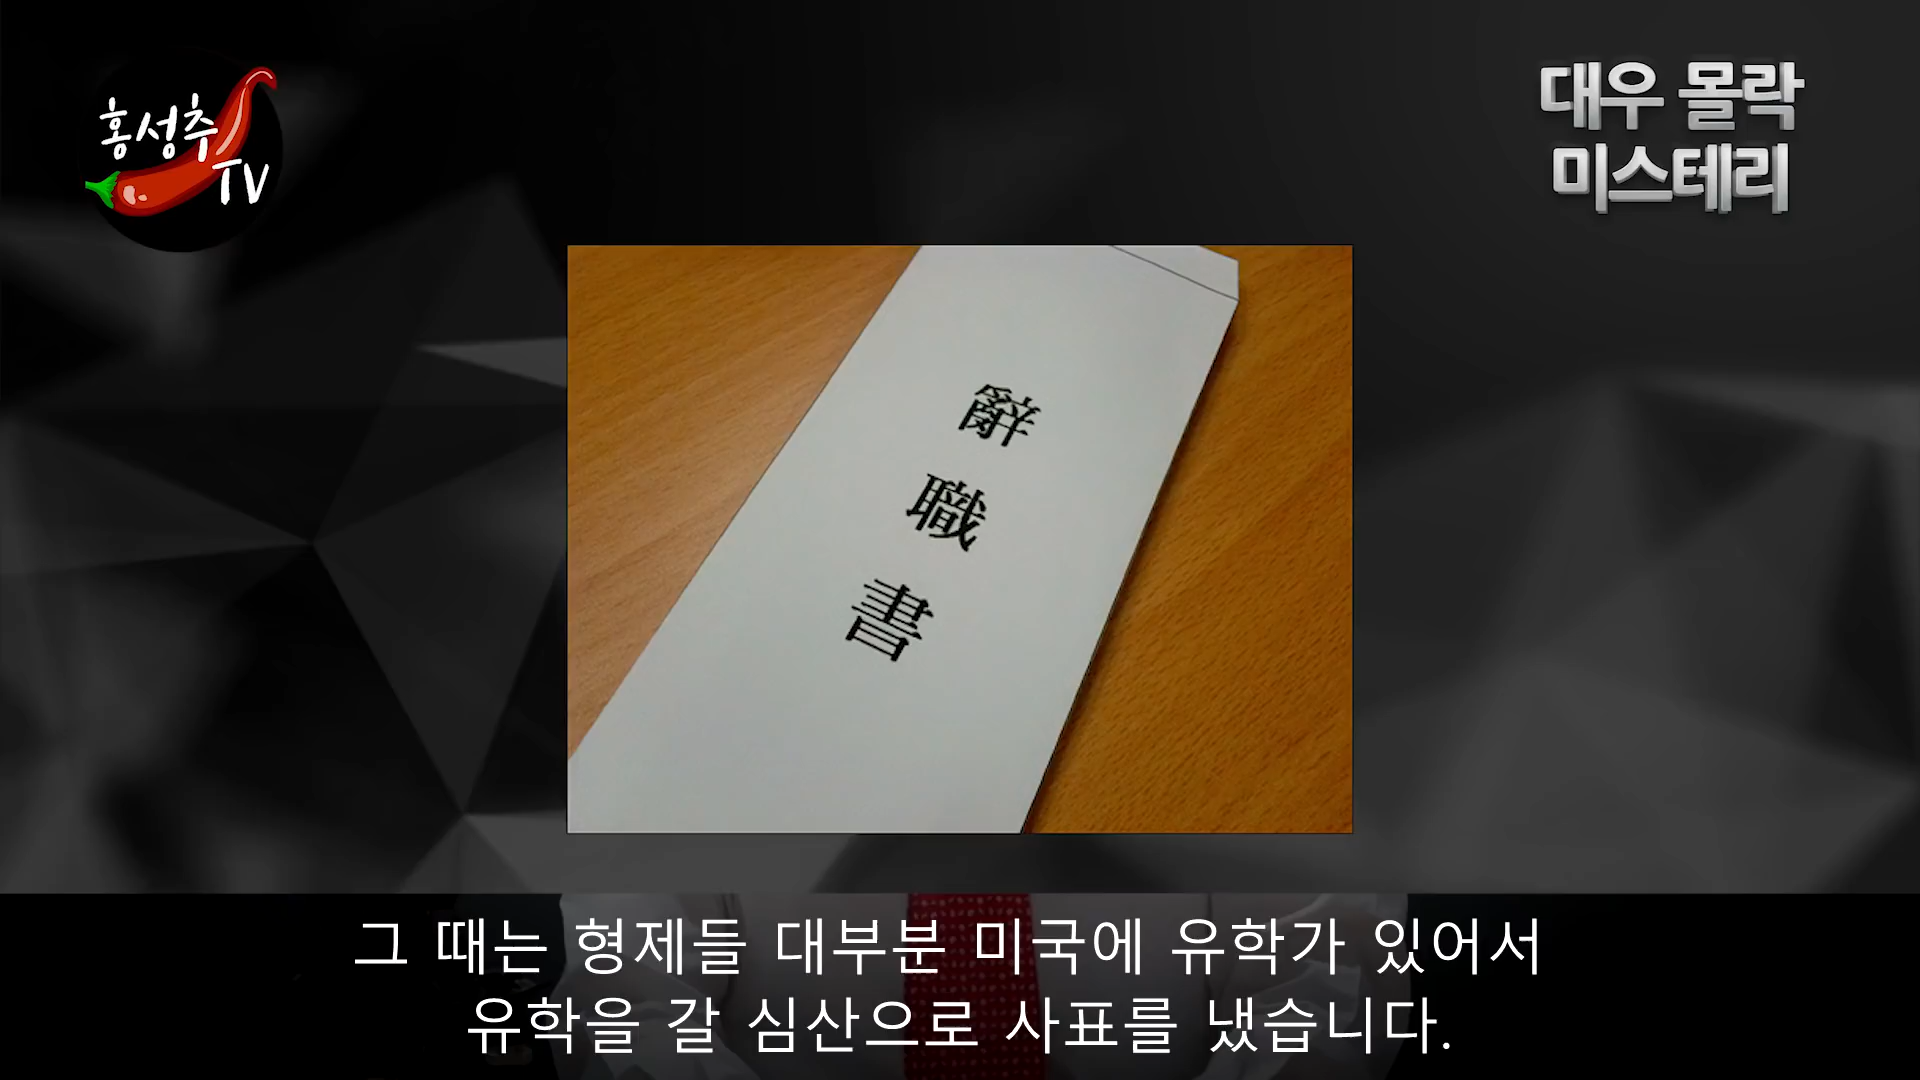 홍성추
TV
대우 몰락
미스테리
辭
職
書
그 때는 형제들 대부분 미국에 유학가 있어서
유학을 갈 심산으로 사표를 냈습니다.